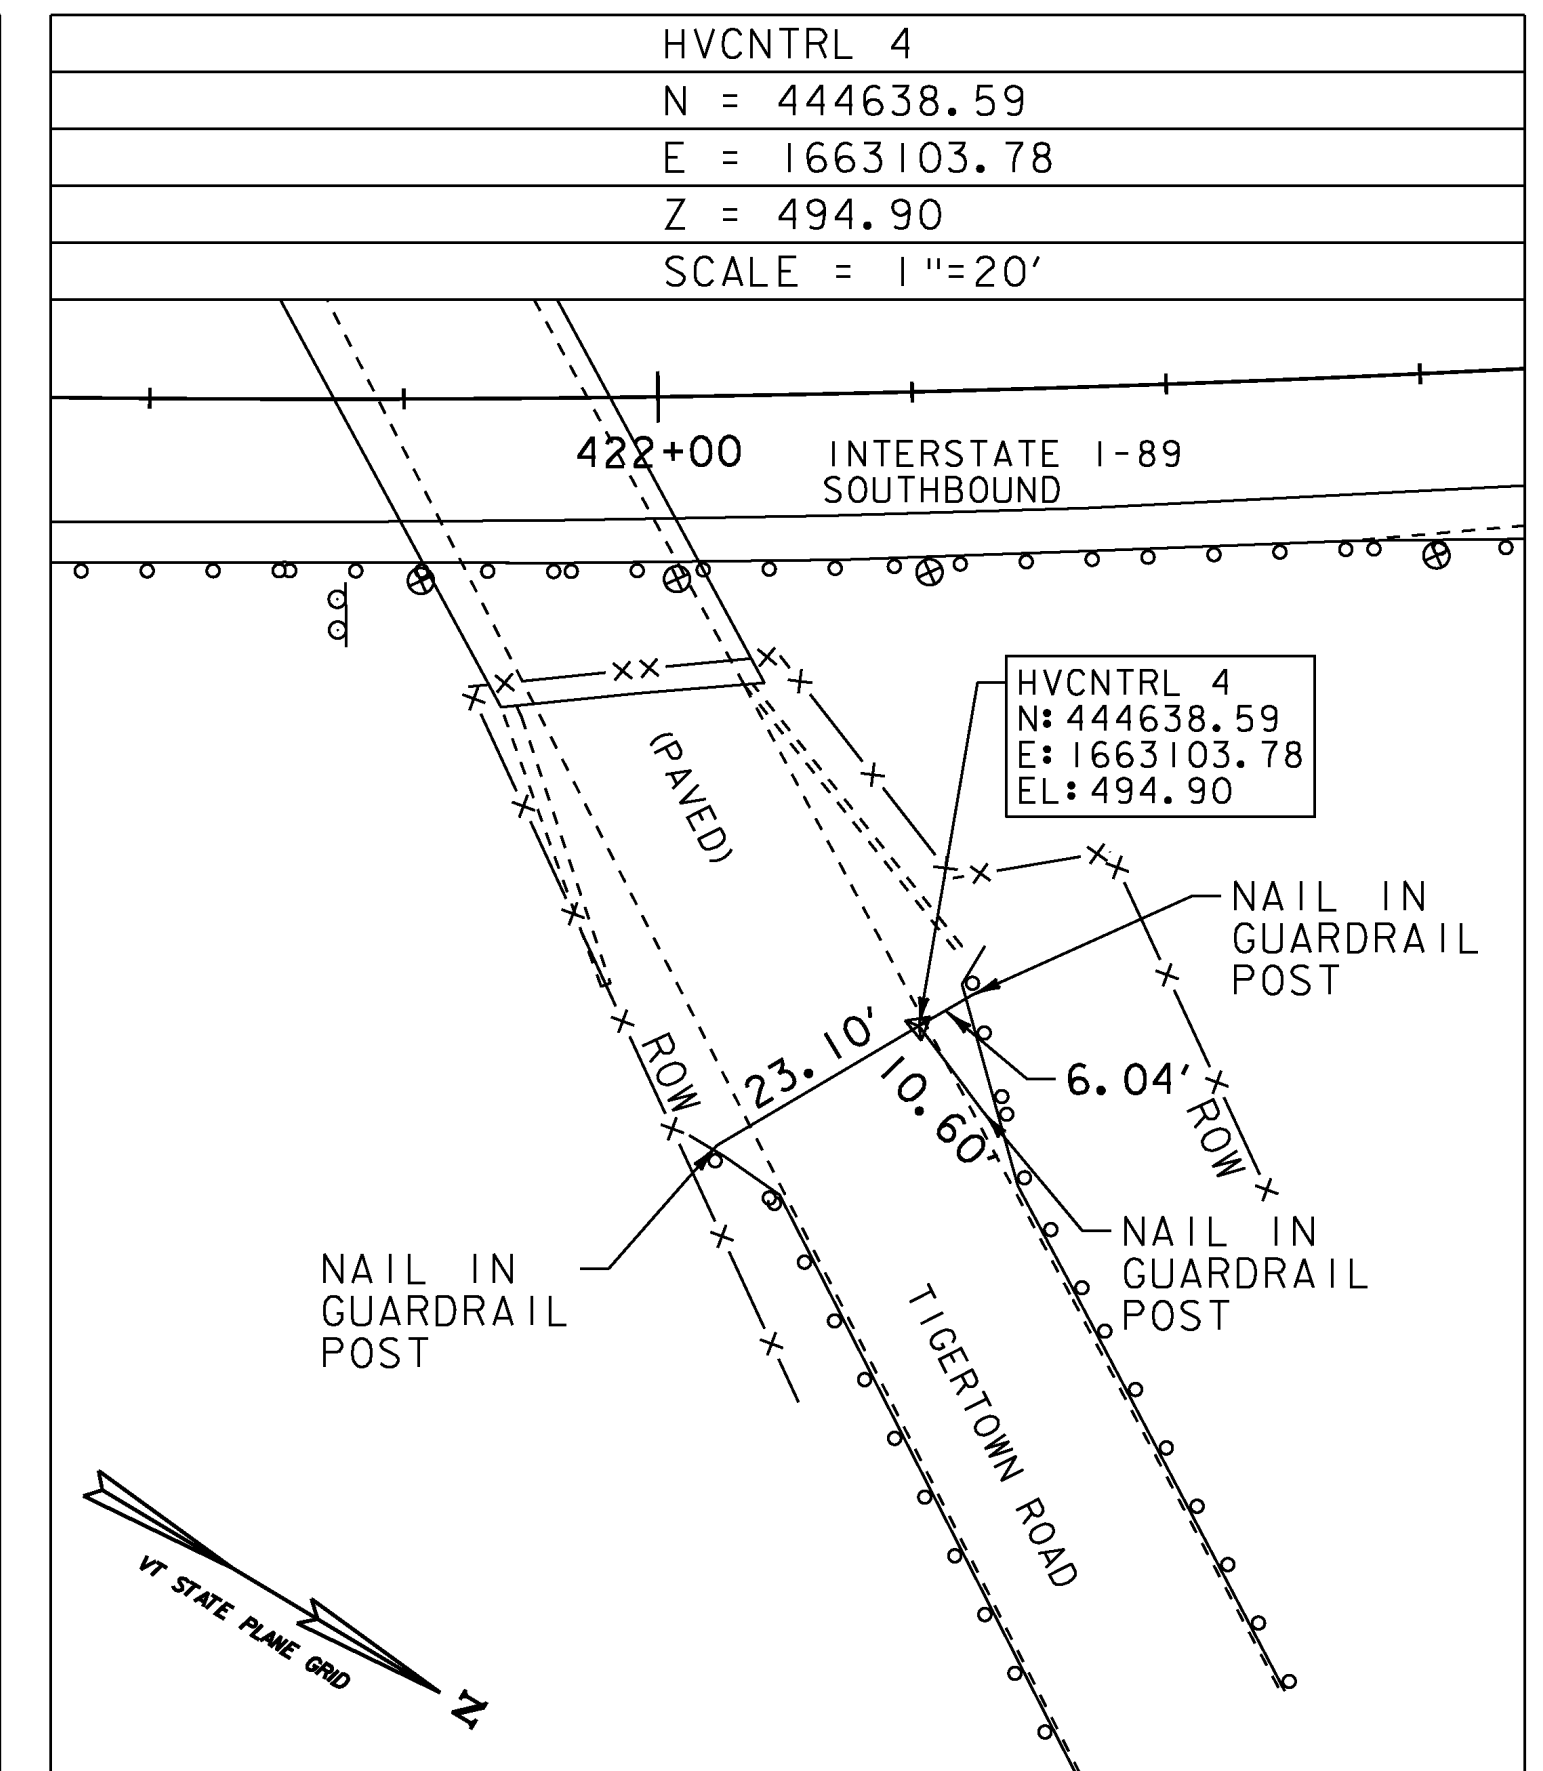 HVCNTRL 4
N = 444638.59
E = 1663103.78
Z = 494.90
SCALE = 1"=20'
422+00
INTERSTATE I-89
SOUTHBOUND
HVCNTRL 4
N: 444638.59
E: 1663103.78
EL: 494.90
(PAVED)
NAIL IN
GUARDRAIL
POST
ROW
23.10'
10.60'
6.04'
ROW
NAIL IN
GUARDRAIL
POST
NAIL IN
GUARDRAIL
POST
TIGERTOWN ROAD
VT STATE PLANE GRID
N